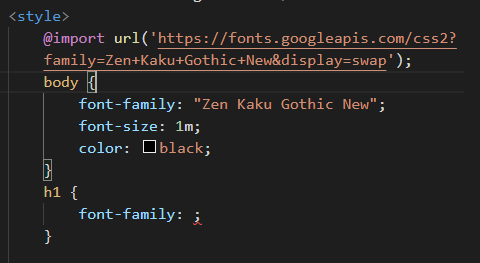 <style>
@import url('https://fonts.googleapis.com/css2?
family=Zen+Kaku+Gothic+New&display=swap');
body {
font-family: "Zen Kaku Gothic New";
font-size: 1m;
color: black;
}
h1 {
font-family: ;
}